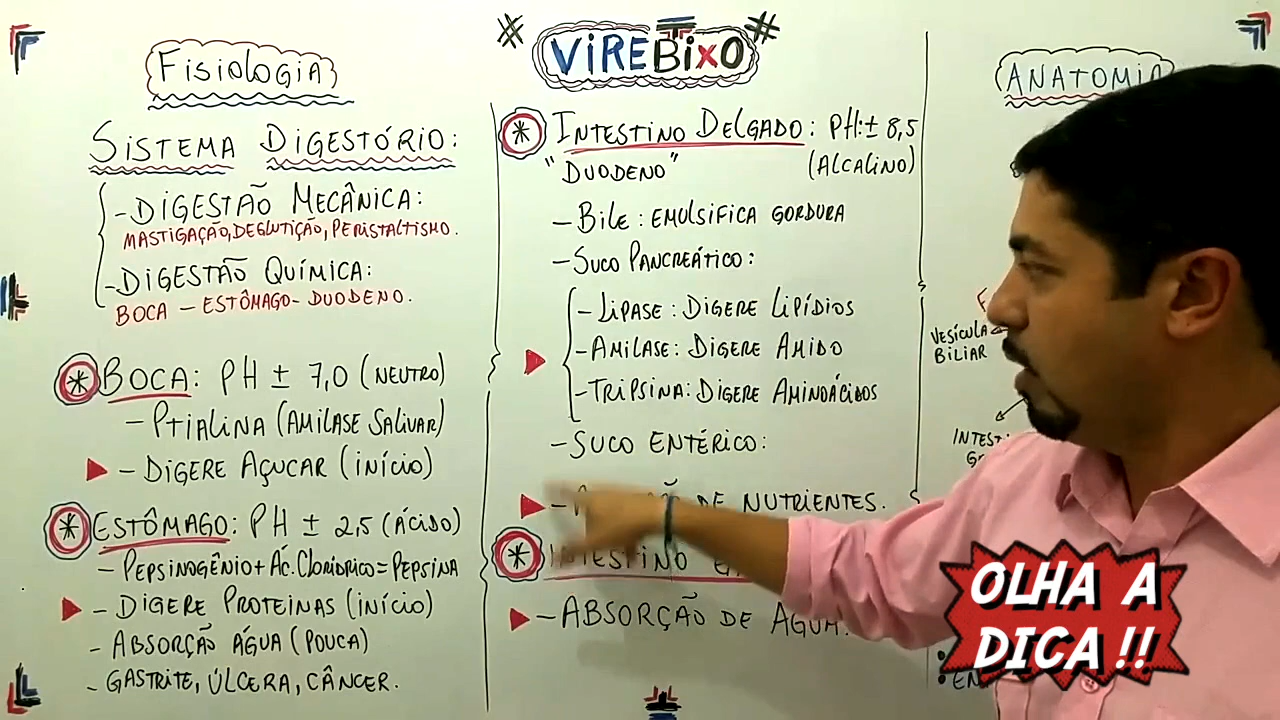 Fisiologia
Sistema Digestório:
- Digestão Mecânica:
Mastigação, Deglutição, Peristaltismo.
- Digestão Química:
Boca - Estômago - Duodeno.
* Boca: PH ± 7,0 (Neutro)
- Ptialina (Amilase Salivar)
- Digere Açucar (início)
* Estômago: PH ± 2,5 (Ácido)
- Pepsinogênio + Ác. Clorídrico = Pepsina
- Digere Proteinas (início)
- Absorção água (Pouca)
- Gastrite, Úlcera, Câncer.
# VIREBIXO #
* Intestino Delgado: PH: ± 8,5
"Duodeno" (Alcalino)
- Bile: emulsifica gordura
- Suco Pancreático:
- Lipase: Digere Lipídios
- Amilase: Digere Amido
- Tripsina: Digere Aminoácidos
- Suco Entérico:
- de nutrientes.
* Intestino
- Absorção de Água.
Anatomia
Vesícula
Biliar
OLHA A
DICA !!